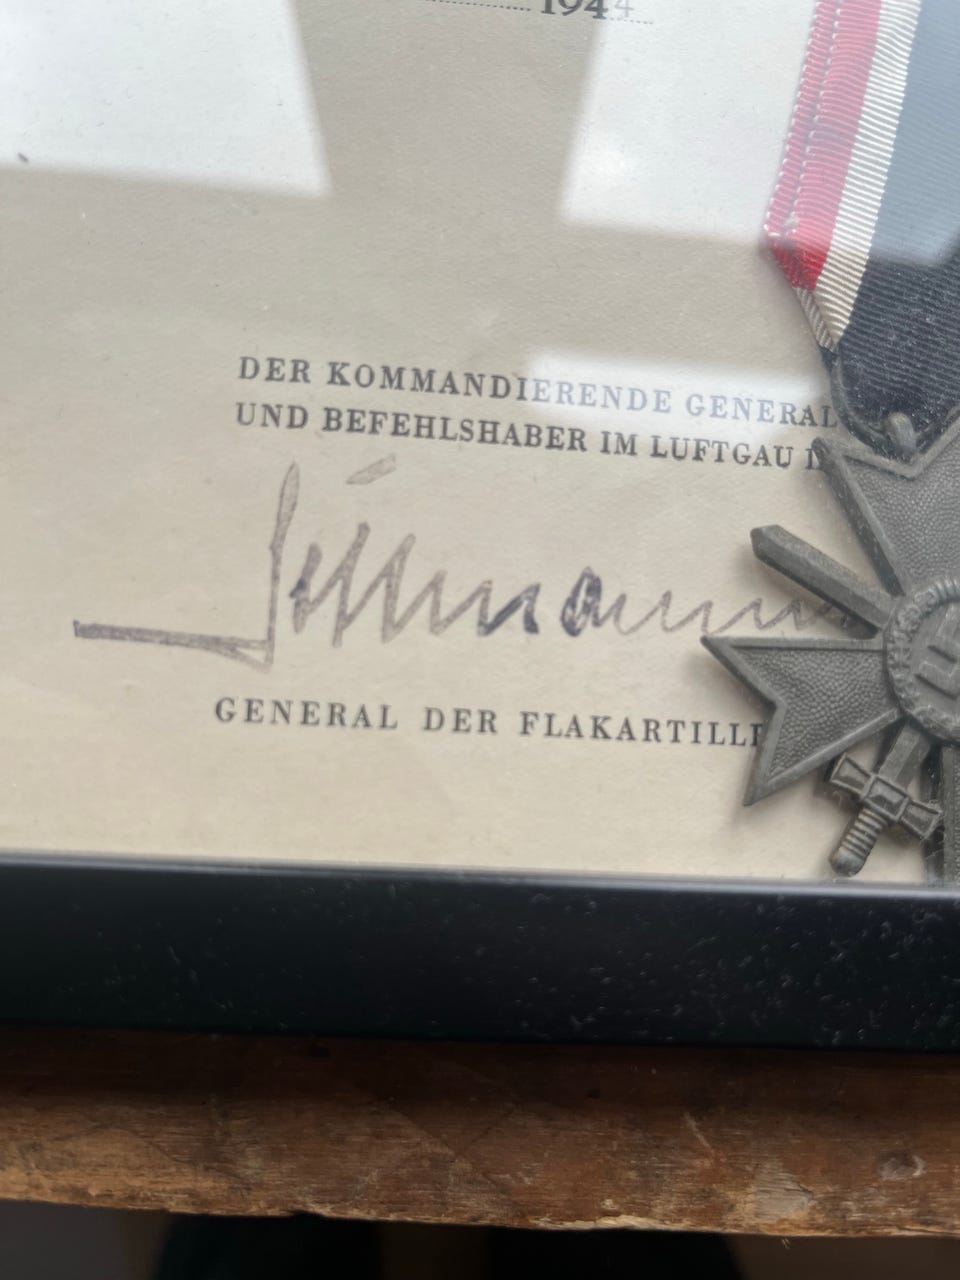 1944
DER KOMMANDIERENDE GENERAL
UND BEFEHLSHABER IM LUFTGAU
GENERAL DER FLAKARTILLE